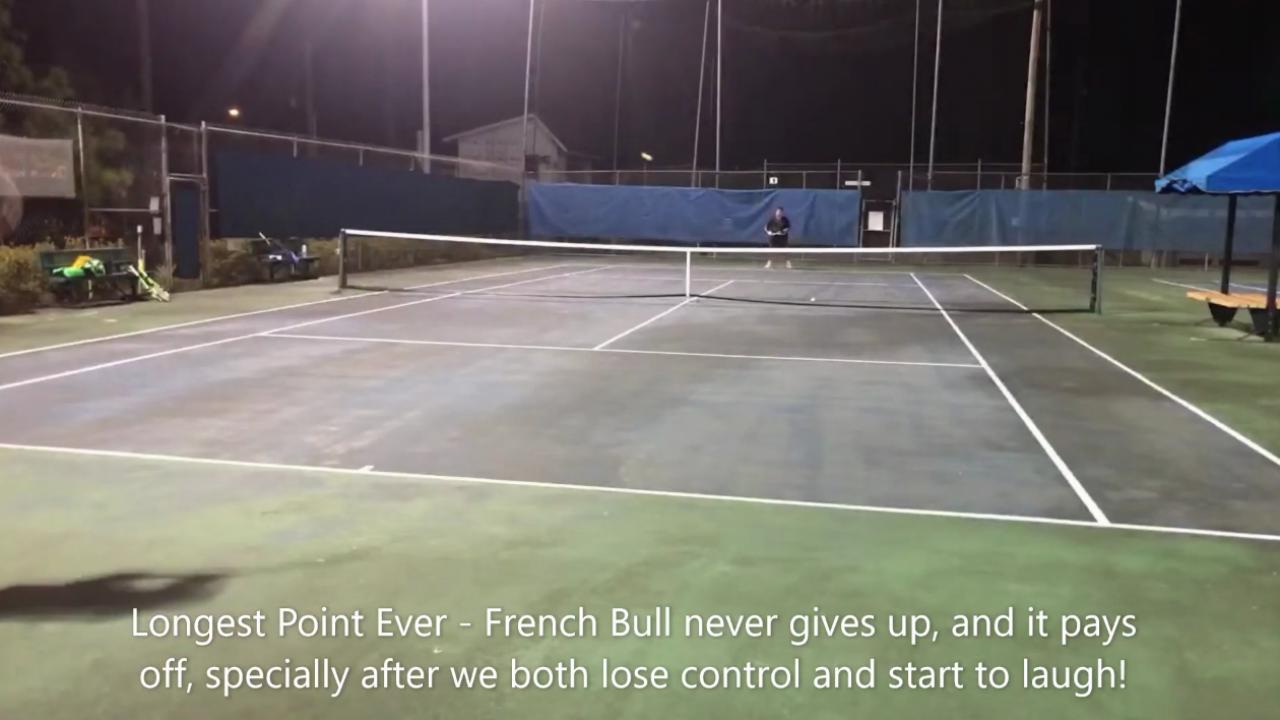 Longest Point Ever - French Bull never gives up, and it pays
off, specially after we both lose control and start to laugh!